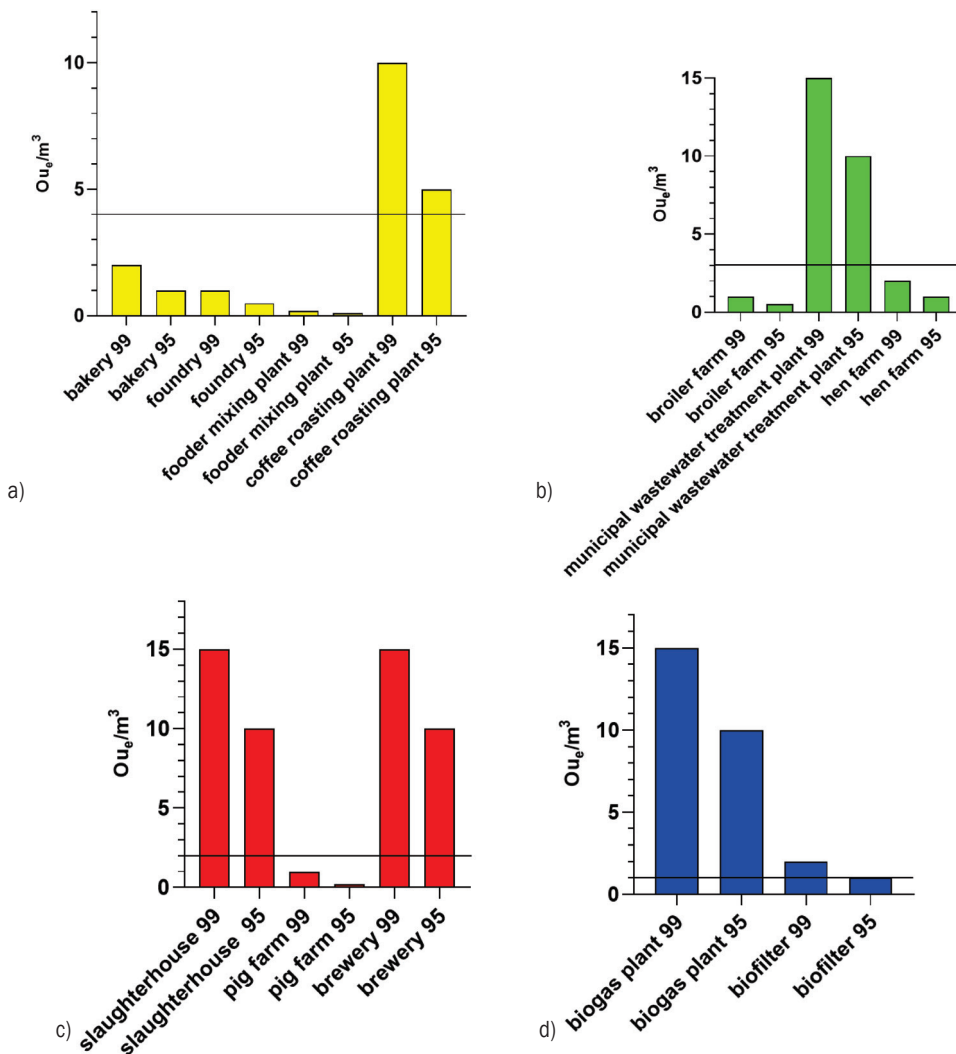 10
5
0
Ouₑ/m³
bakery 99
bakery 95
foundry 99
foundry 95
fooder mixing plant 99
fooder mixing plant 95
coffee roasting plant 99
coffee roasting plant 95
a)
15
10
5
0
Ouₑ/m³
broiler farm 99
broiler farm 95
municipal wastewater treatment plant 99
municipal wastewater treatment plant 95
hen farm 99
hen farm 95
b)
15
10
5
0
Ouₑ/m³
slaughterhouse 99
slaughterhouse 95
pig farm 99
pig farm 95
brewery 99
brewery 95
c)
15
10
5
0
Ouₑ/m³
biogas plant 99
biogas plant 95
biofilter 99
biofilter 95
d)